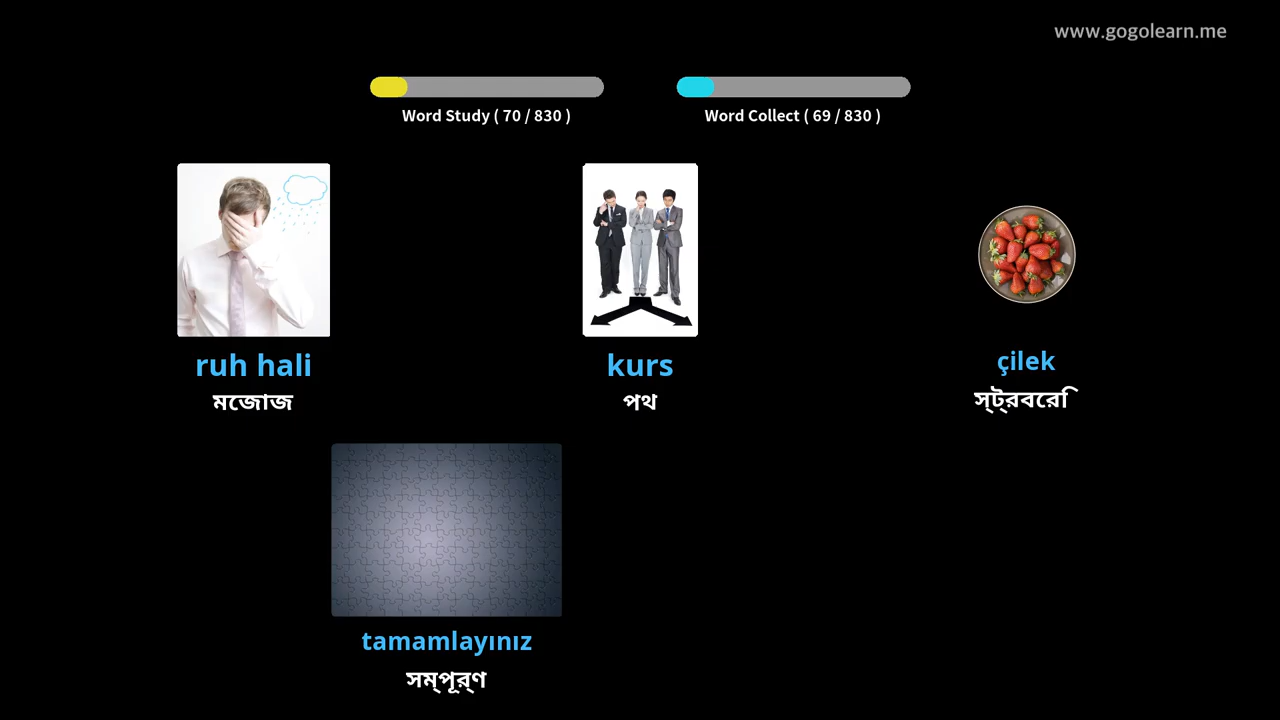 www.gogolearn.me
Word Study ( 70 / 830 )
Word Collect ( 69 / 830 )
ruh hali
মেজাজ
kurs
পথ
çilek
স্ট্রবেরি
tamamlayınız
সম্পূর্ণ